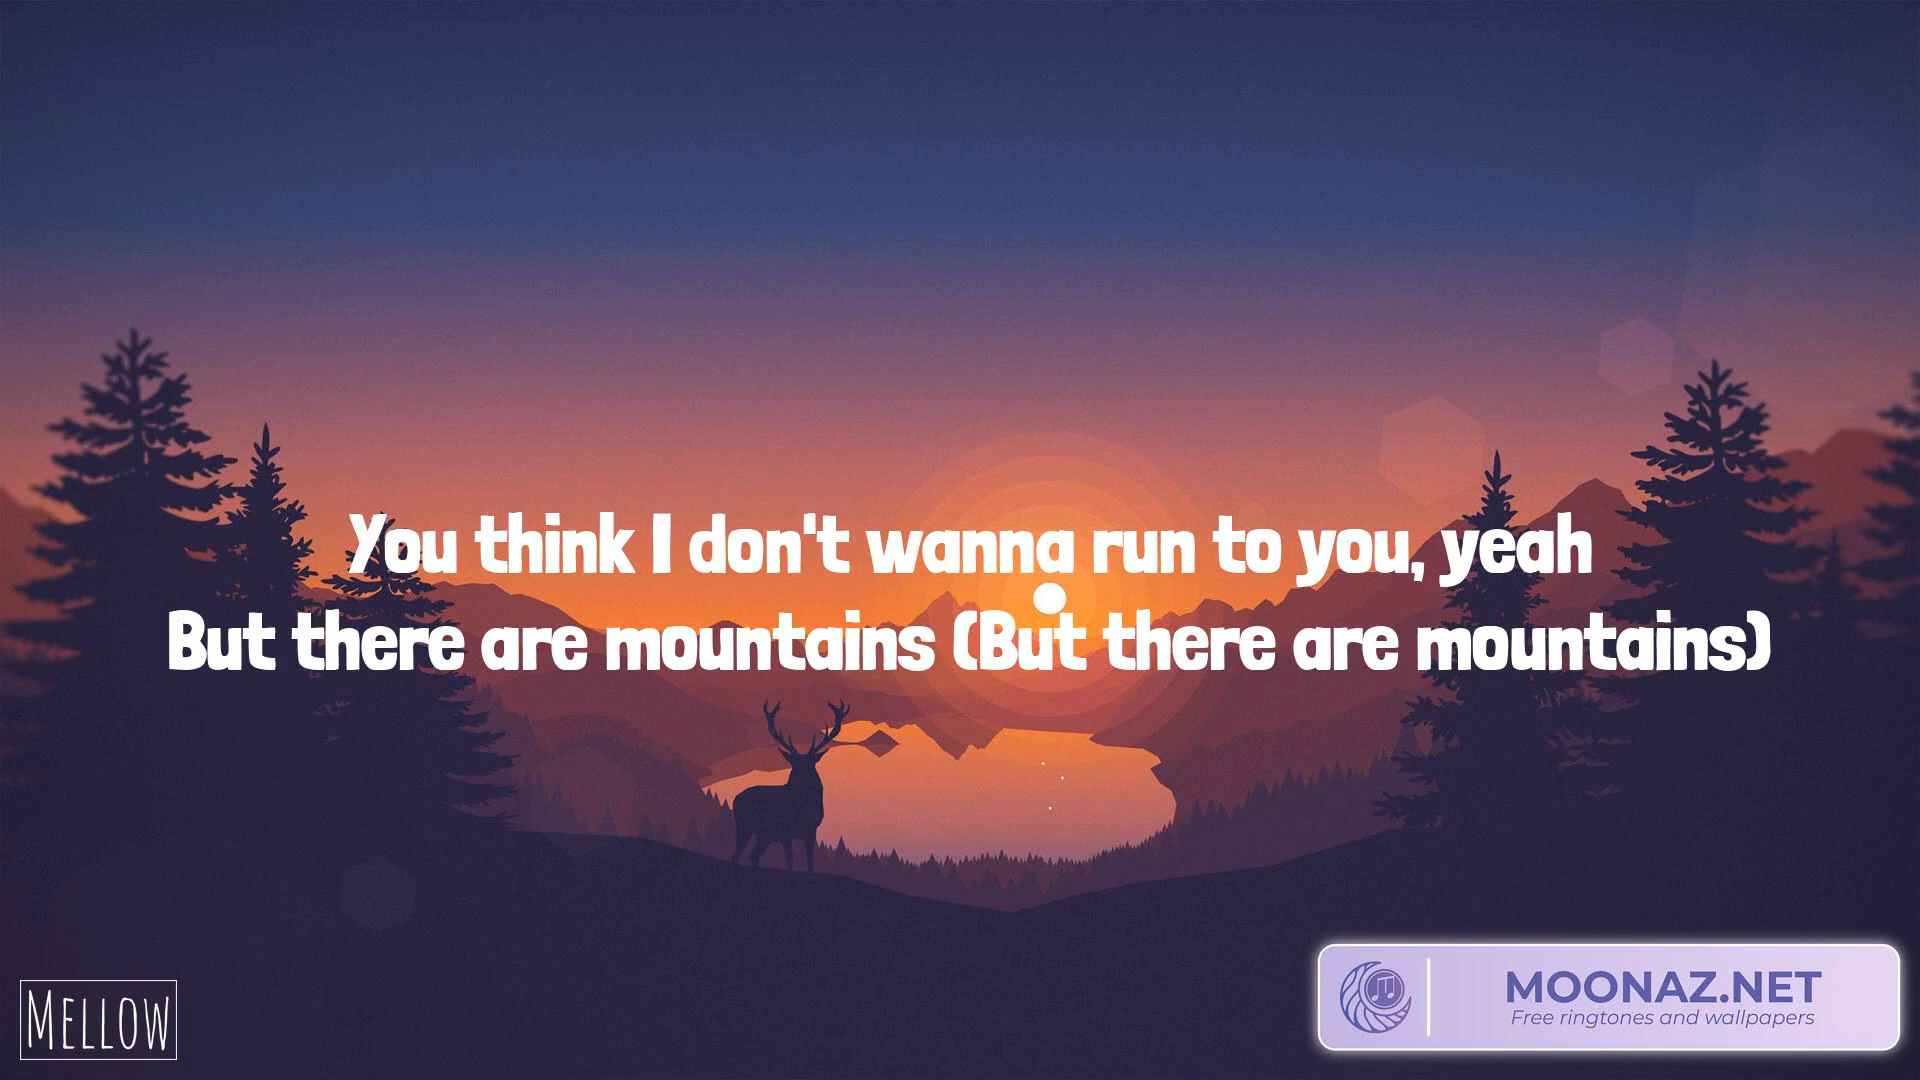 You think I don't wanna run to you, yeah
But there are mountains (But there are mountains)
MELLOW
MOONAZ.NET
Free ringtones and wallpapers